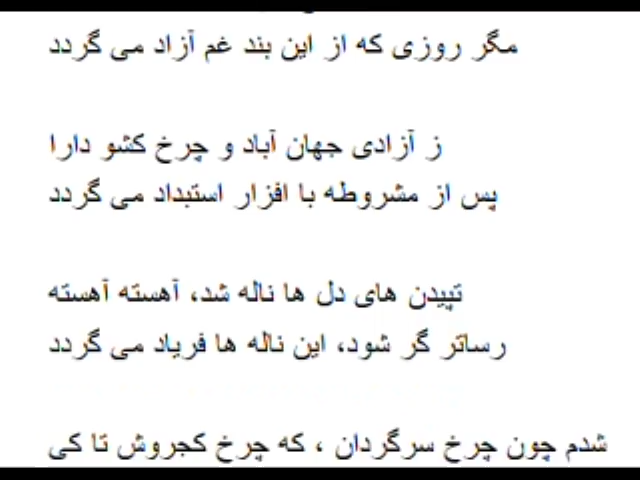 مگر روزی که از این بند غم آزاد می گردد
ز آزادی جهان آباد و چرخ کشو دارا
پس از مشروطه با افزار استبداد می گردد
تپیدن های دل ها ناله شد، آهسته آهسته
رساتر گر شود، این ناله ها فریاد می گردد
شدم چون چرخ سرگردان ، که چرخ کجروش تا کی